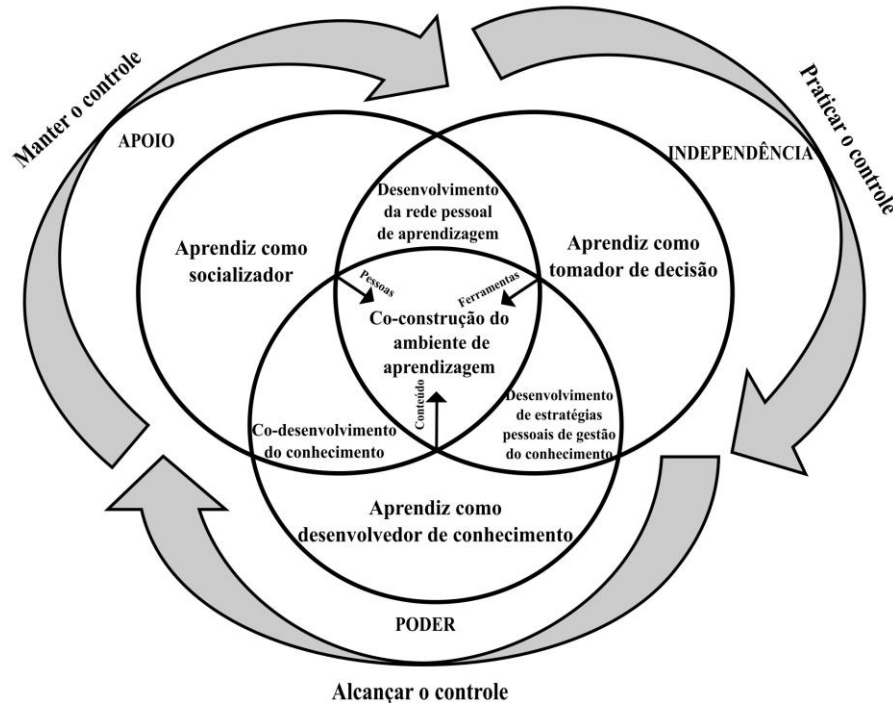 Manter o controle
Praticar o controle
APOIO
INDEPENDÊNCIA
Desenvolvimento
da rede pessoal
de aprendizagem
Aprendiz como
socializador
Aprendiz como
tomador de decisão
Pessoas
Ferramentas
Co-construção do
ambiente de
aprendizagem
Conteúdo
Co-desenvolvimento
do conhecimento
Desenvolvimento
de estratégias
pessoais de gestão
do conhecimento
Aprendiz como
desenvolvedor de conhecimento
PODER
Alcançar o controle